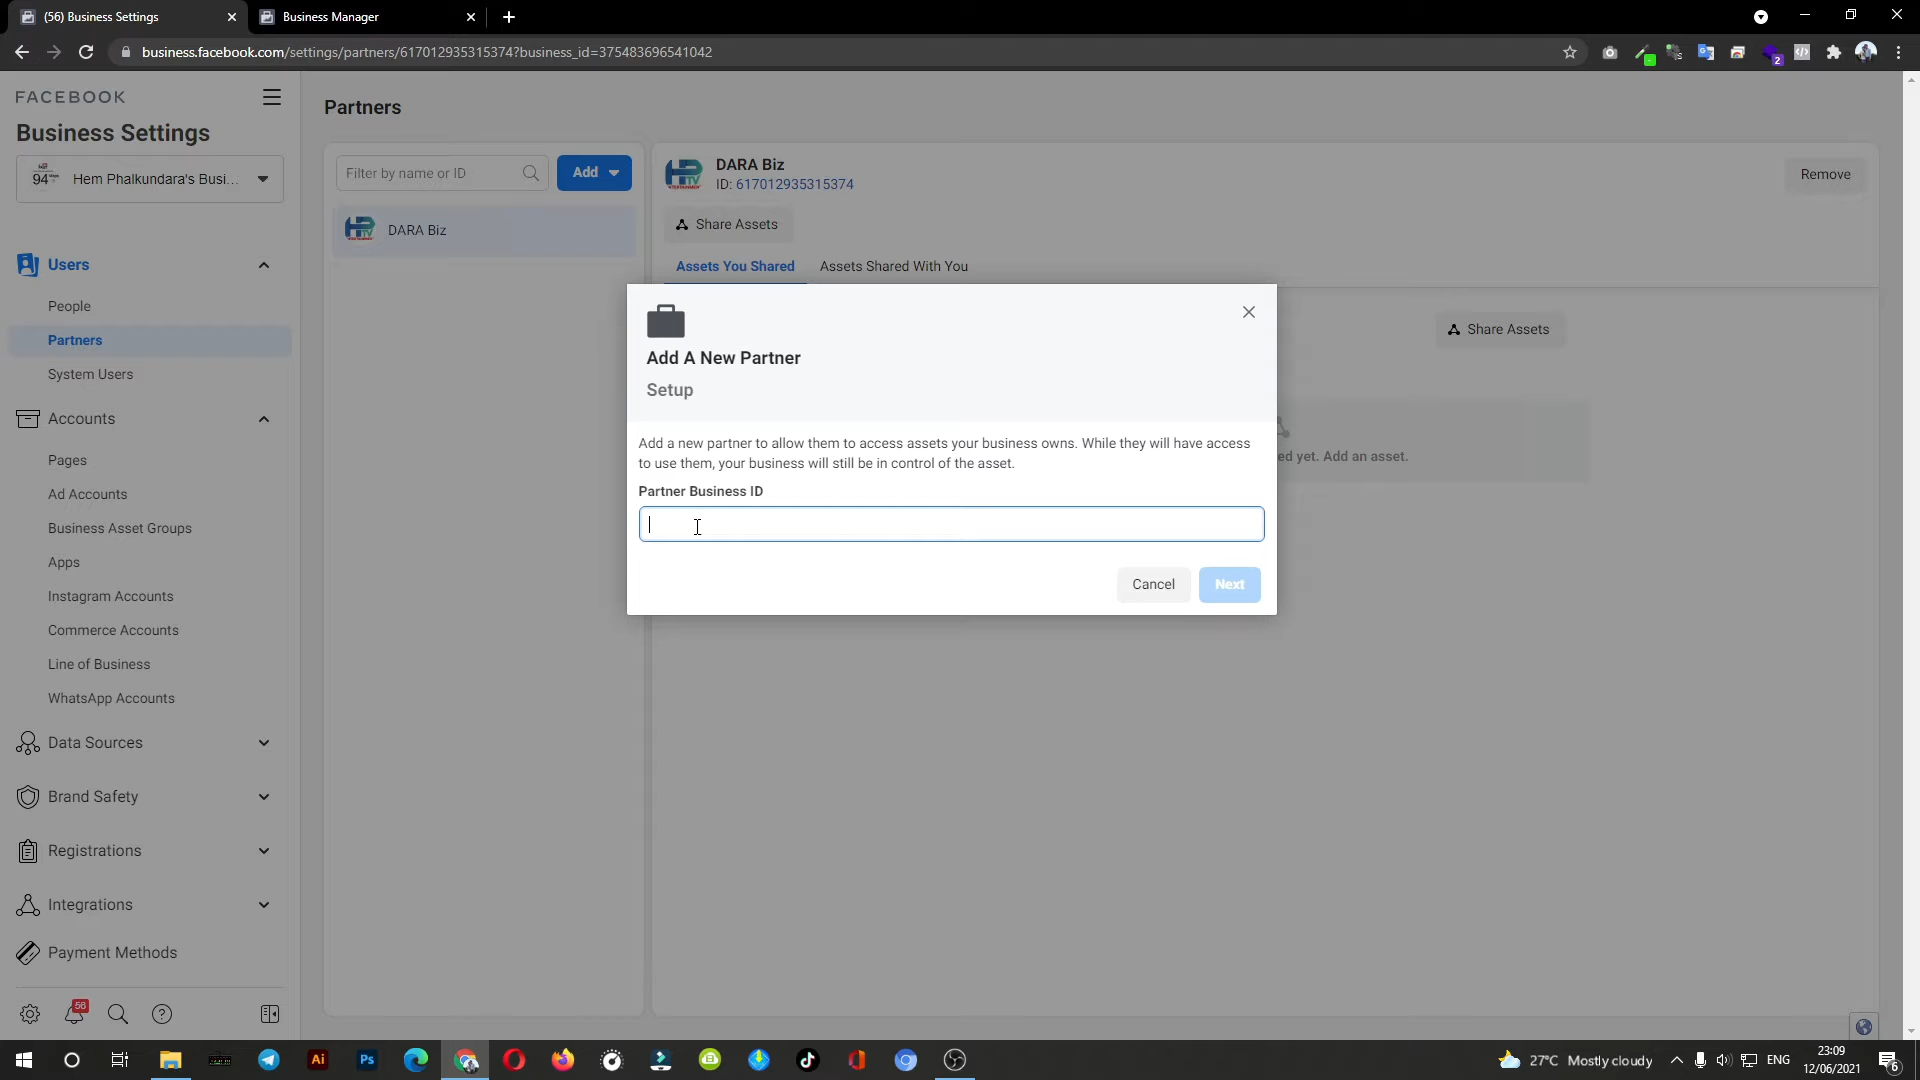 (56) Business Settings
Business Manager
business.facebook.com/settings/partners/617012935315374?business_id=375483696541042
2
FACEBOOK
Business Settings
94
Hem Phalkundara's Busi...
Users
People
Partners
System Users
Accounts
Pages
Ad Accounts
Business Asset Groups
Apps
Instagram Accounts
Commerce Accounts
Line of Business
WhatsApp Accounts
Data Sources
Brand Safety
Registrations
Integrations
Payment Methods
56
Partners
Filter by name or ID
Add
DARA Biz
DARA Biz
ID: 617012935315374
Remove
Share Assets
Assets You Shared
Assets Shared With You
Share Assets
ed yet. Add an asset.
Add A New Partner
Setup
Add a new partner to allow them to access assets your business owns. While they will have access
to use them, your business will still be in control of the asset.
Partner Business ID
Cancel
Next
Ai
Ps
27°C Mostly cloudy
ENG
23:09
12/06/2021
6